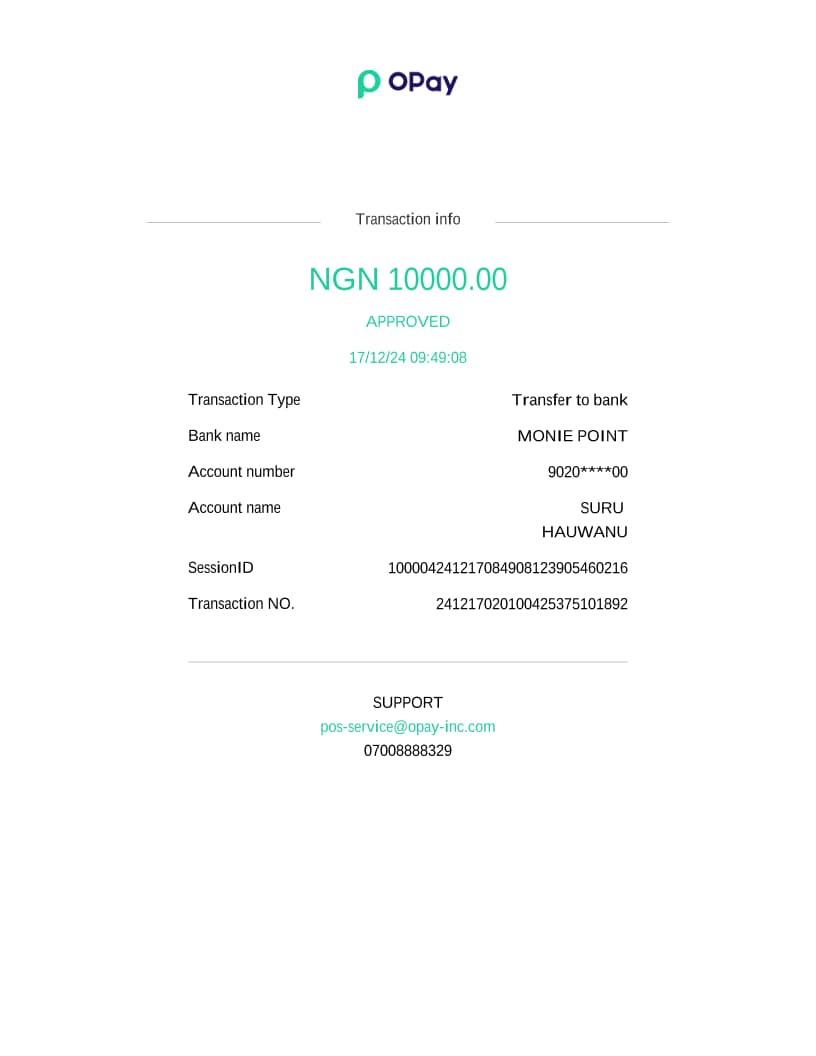 OPay
Transaction info
NGN 10000.00
APPROVED
17/12/24 09:49:08
Transaction Type Transfer to bank
Bank name MONIE POINT
Account number 9020****00
Account name SURU
HAUWANU
SessionID 100004241217084908123905460216
Transaction NO. 241217020100425375101892
SUPPORT
pos-service@opay-inc.com
07008888329